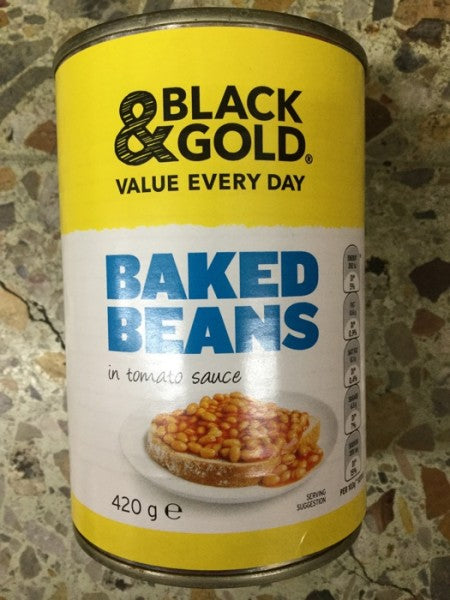 & BLACK
& GOLD®
VALUE EVERY DAY
BAKED
BEANS
in tomato sauce
420 g ℮
SERVING
SUGGESTION